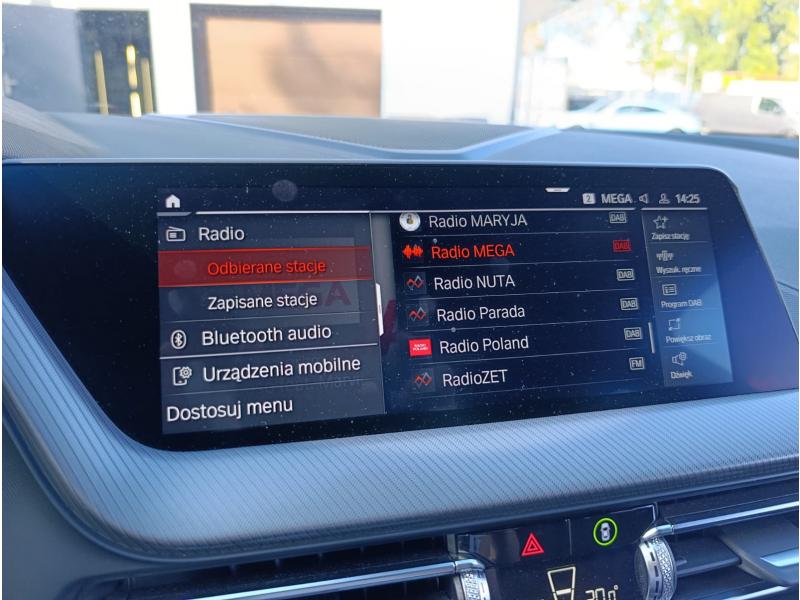 2 MEGA 14:25
Radio
Odbierane stacje
Zapisane stacje
Bluetooth audio
Urządzenia mobilne
Dostosuj menu
Radio MARYJA DAB
Radio MEGA DAB
Radio NUTA DAB
Radio Parada DAB
RADIO POLAND Radio Poland DAB
RadioZET FM
Zapisz stację
Wyszuk. ręczne
Program DAB
Powiększ obraz
Dźwięk